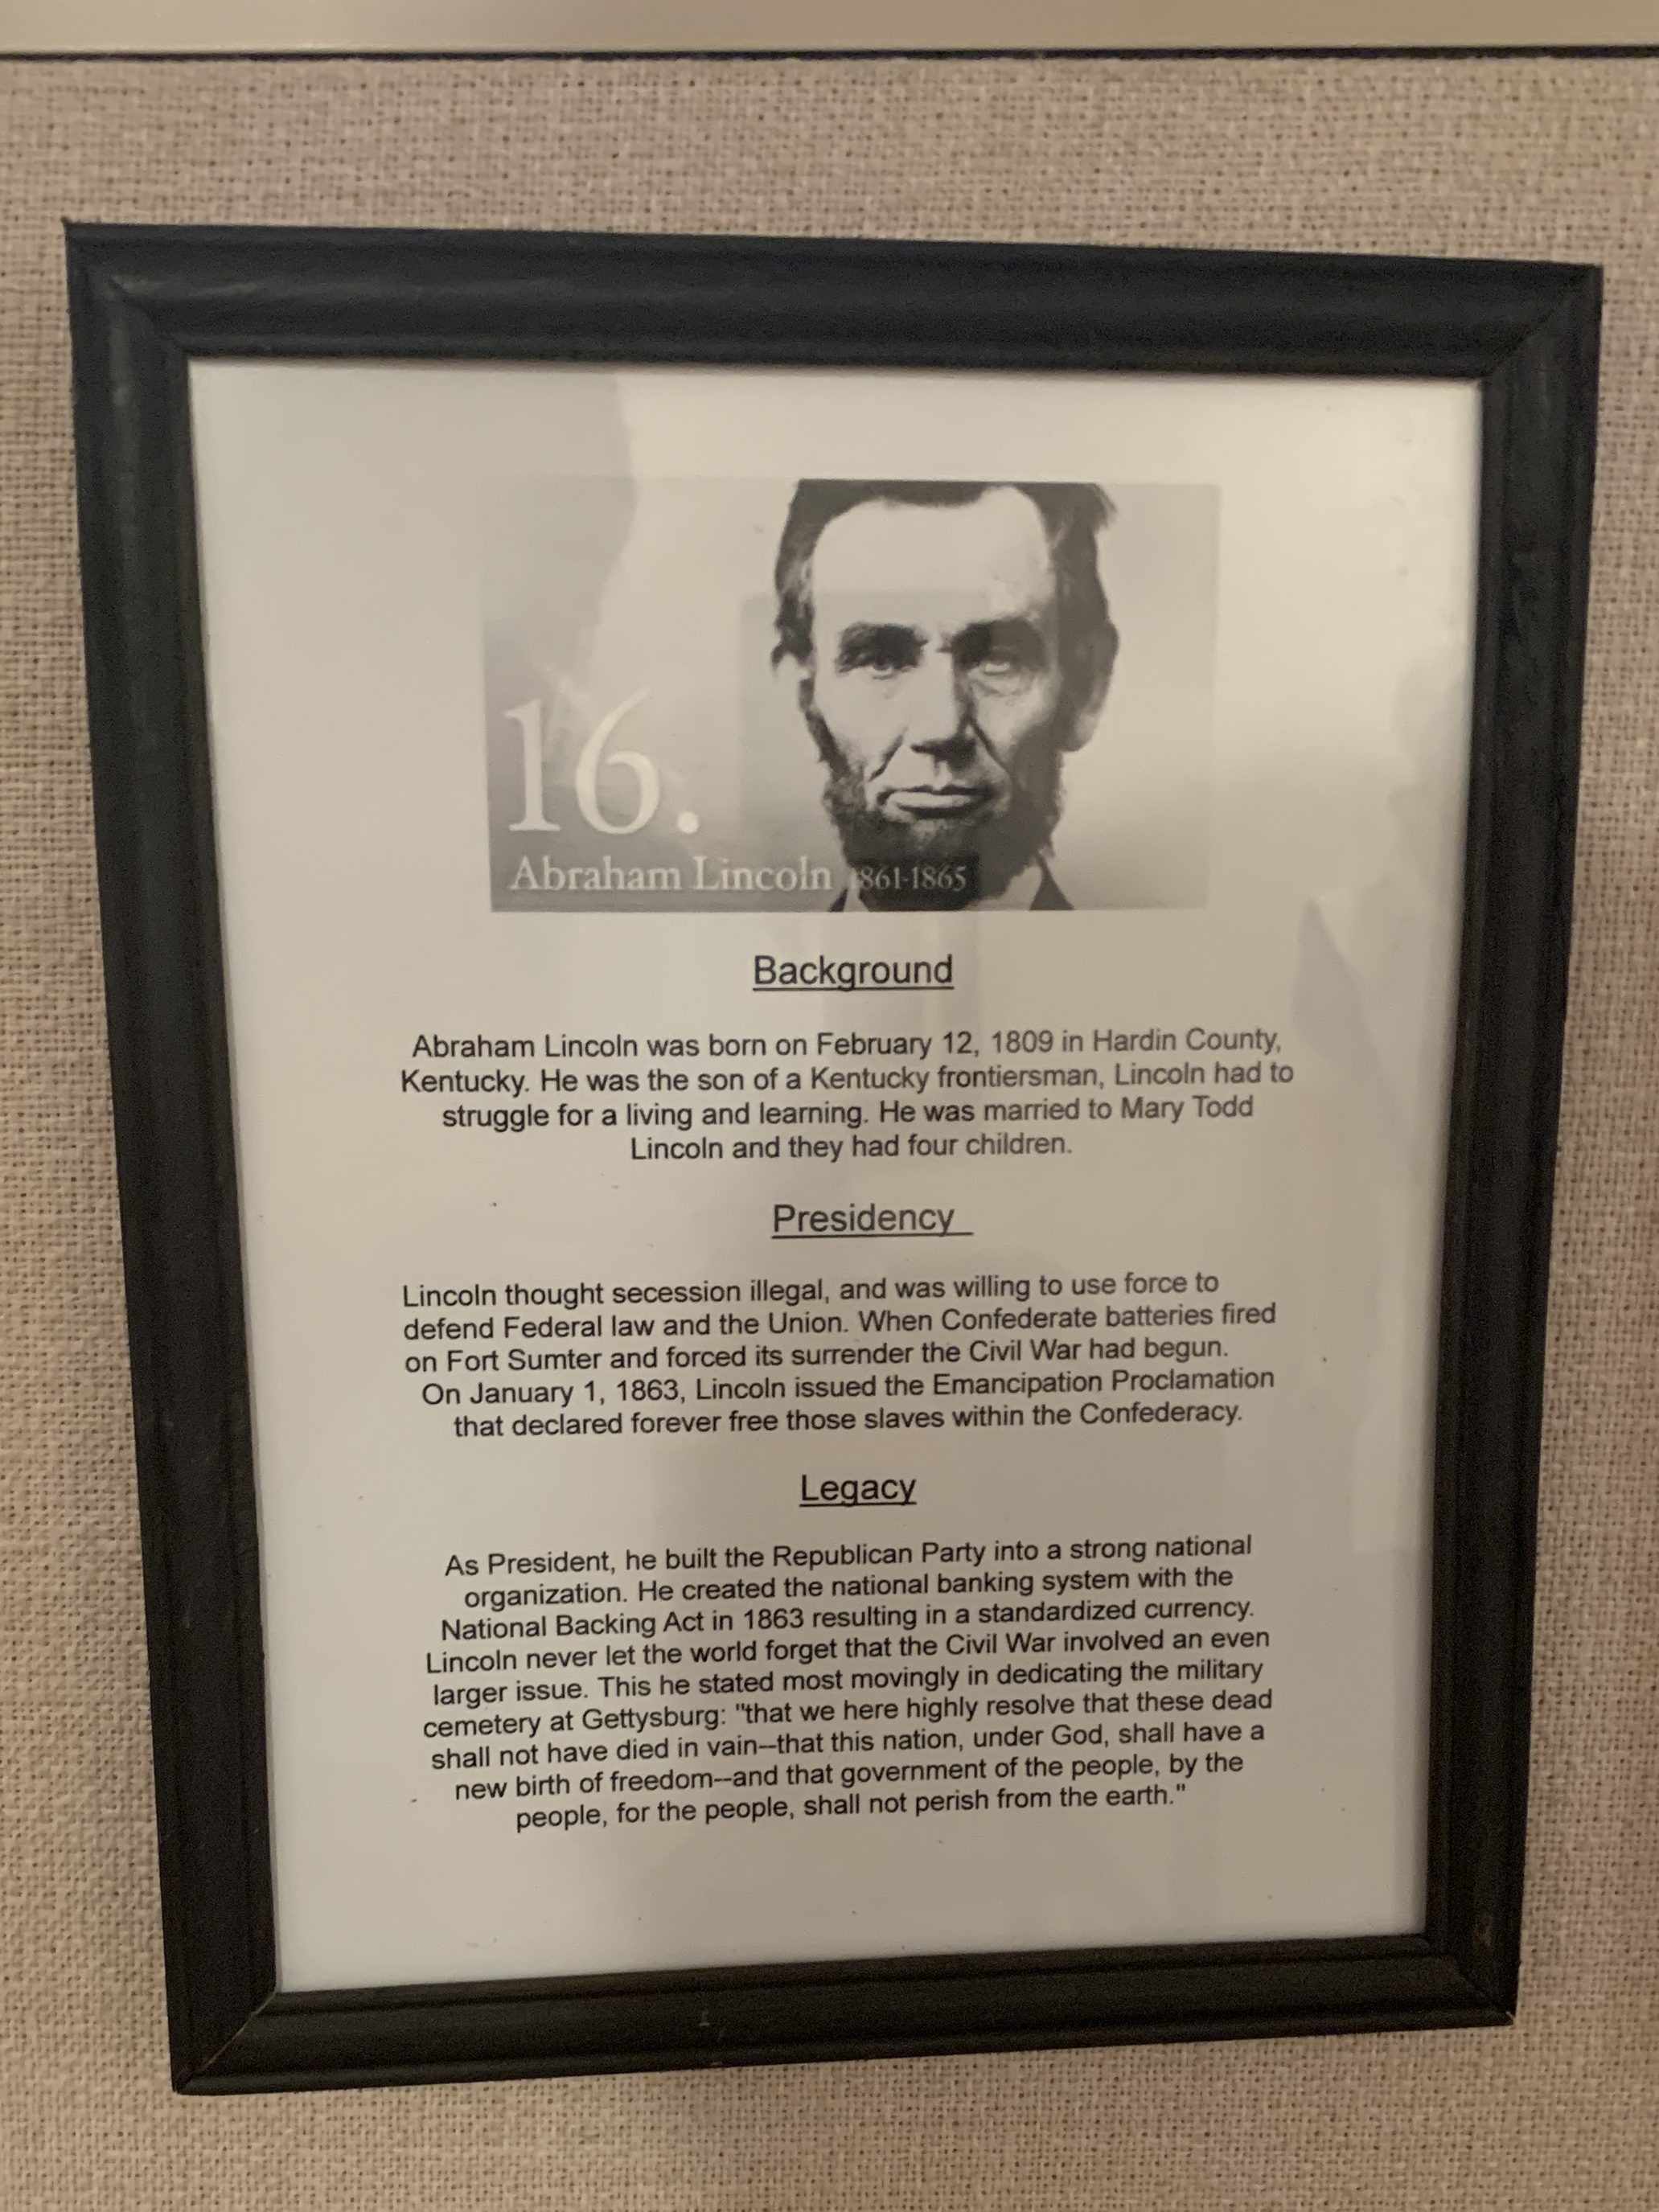 16.
Abraham Lincoln 1861-1865
Background
Abraham Lincoln was born on February 12, 1809 in Hardin County,
Kentucky. He was the son of a Kentucky frontiersman, Lincoln had to
struggle for a living and learning. He was married to Mary Todd
Lincoln and they had four children.
Presidency
Lincoln thought secession illegal, and was willing to use force to
defend Federal law and the Union. When Confederate batteries fired
on Fort Sumter and forced its surrender the Civil War had begun.
On January 1, 1863, Lincoln issued the Emancipation Proclamation
that declared forever free those slaves within the Confederacy.
Legacy
As President, he built the Republican Party into a strong national
organization. He created the national banking system with the
National Backing Act in 1863 resulting in a standardized currency.
Lincoln never let the world forget that the Civil War involved an even
larger issue. This he stated most movingly in dedicating the military
cemetery at Gettysburg: "that we here highly resolve that these dead
shall not have died in vain--that this nation, under God, shall have a
new birth of freedom--and that government of the people, by the
people, for the people, shall not perish from the earth."